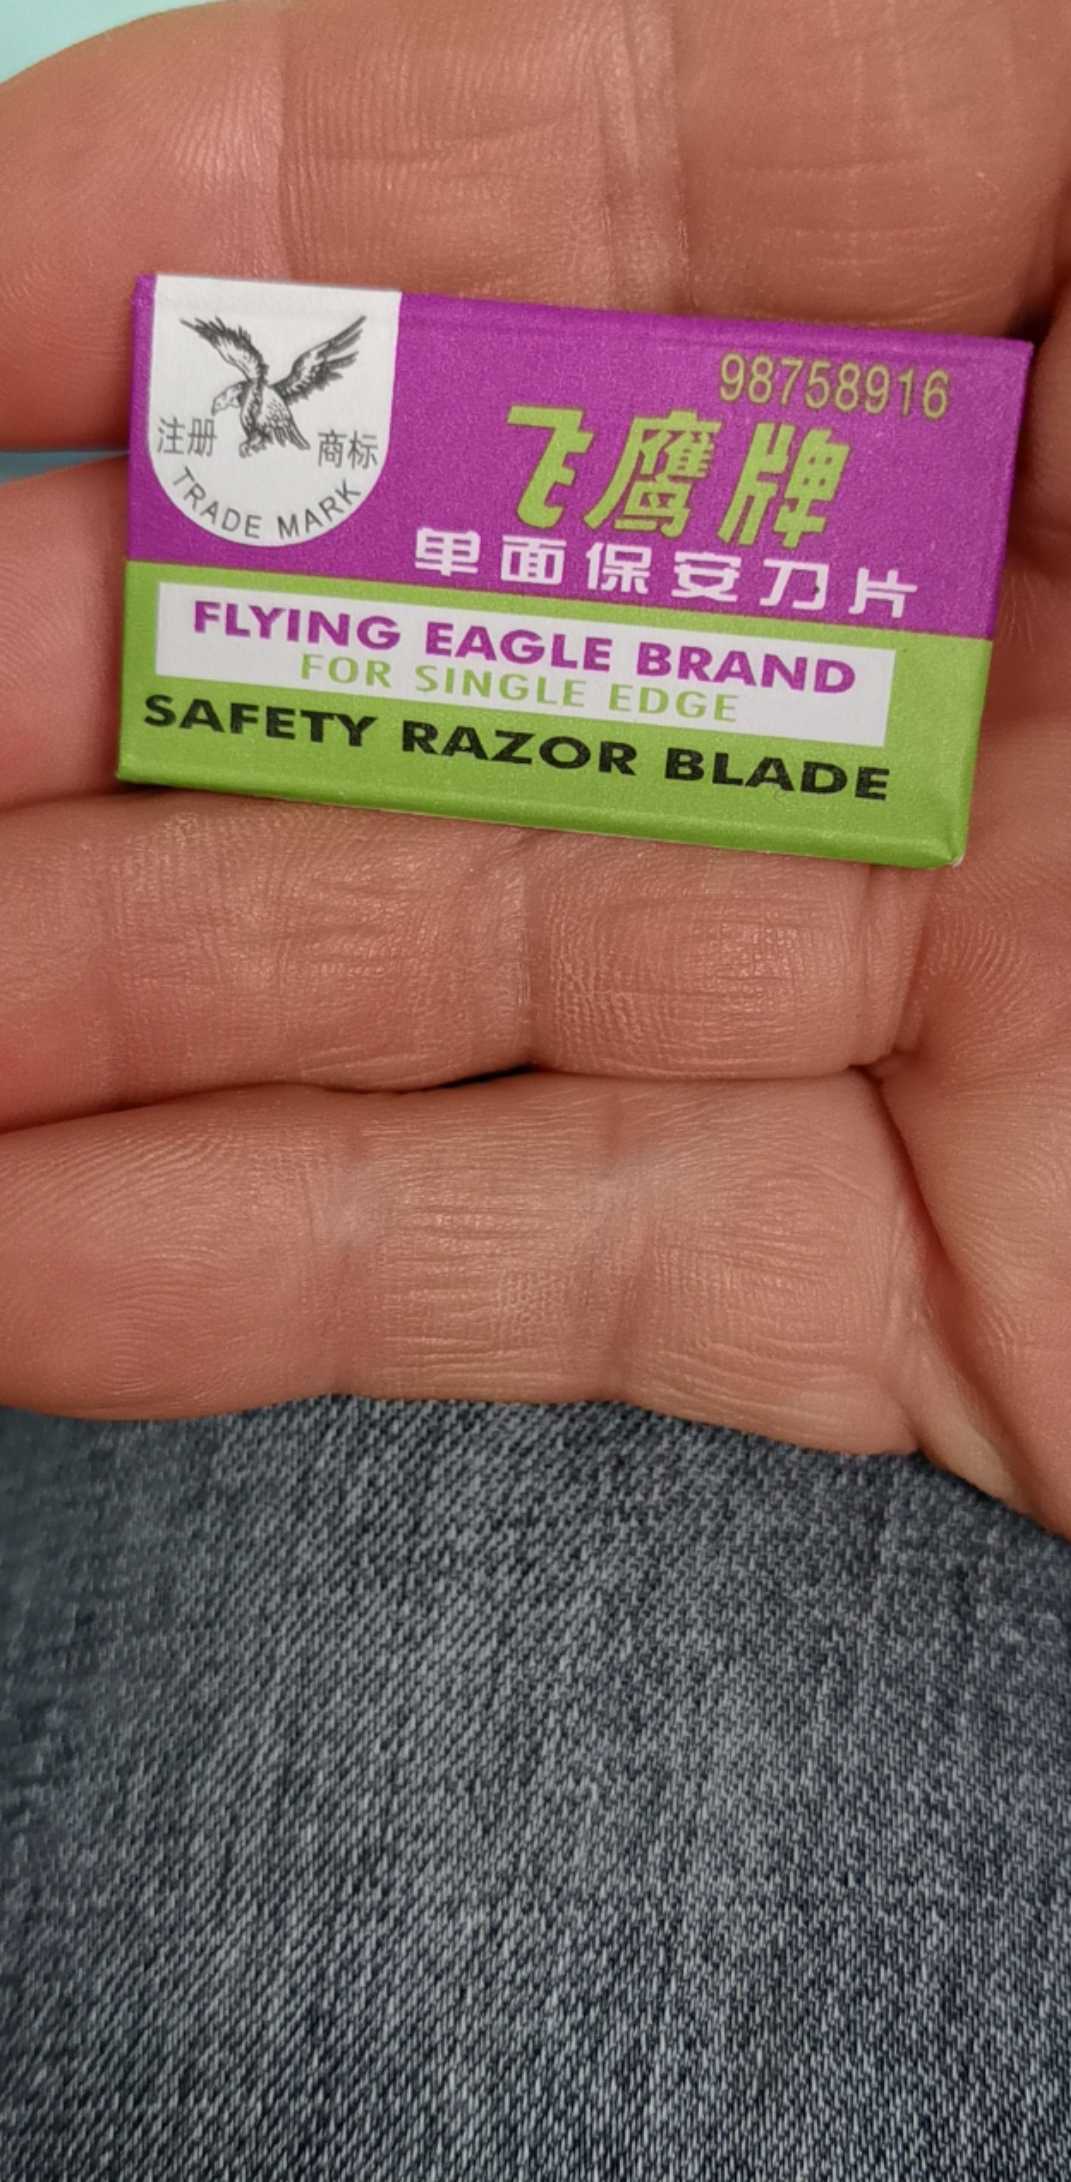 注册 商标
TRADE MARK
98758916
飞鹰牌
单面保安刀片
FLYING EAGLE BRAND
FOR SINGLE EDGE
SAFETY RAZOR BLADE